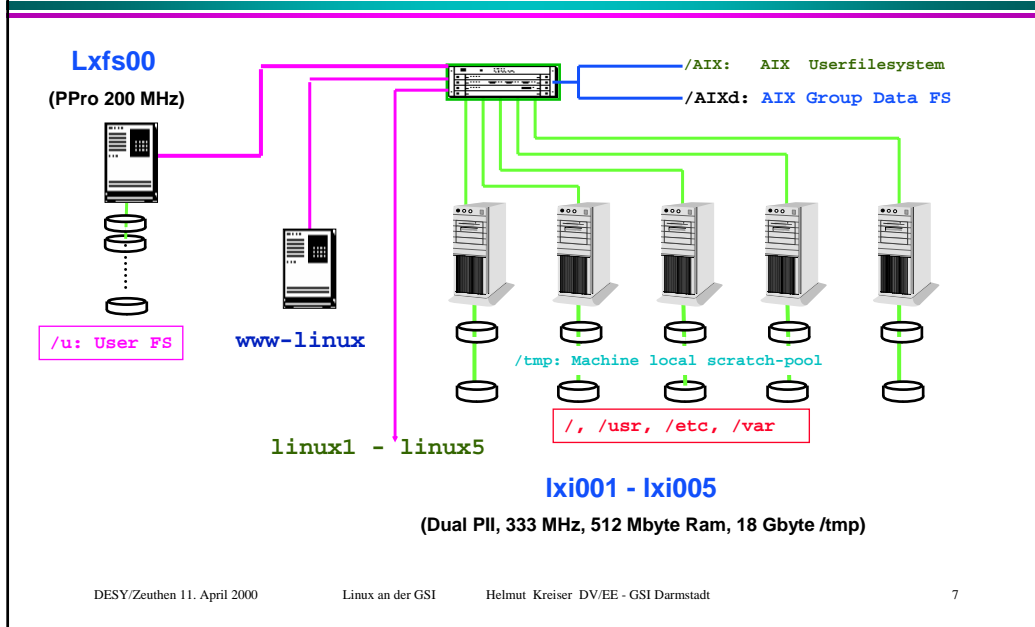 Lxfs00
(PPro 200 MHz)
/AIX: AIX Userfilesystem
/AIXd: AIX Group Data FS
/u: User FS
www-linux
/tmp: Machine local scratch-pool
/, /usr, /etc, /var
linux1 - linux5
lxi001 - lxi005
(Dual PII, 333 MHz, 512 Mbyte Ram, 18 Gbyte /tmp)
DESY/Zeuthen 11. April 2000 Linux an der GSI Helmut Kreiser DV/EE - GSI Darmstadt 7